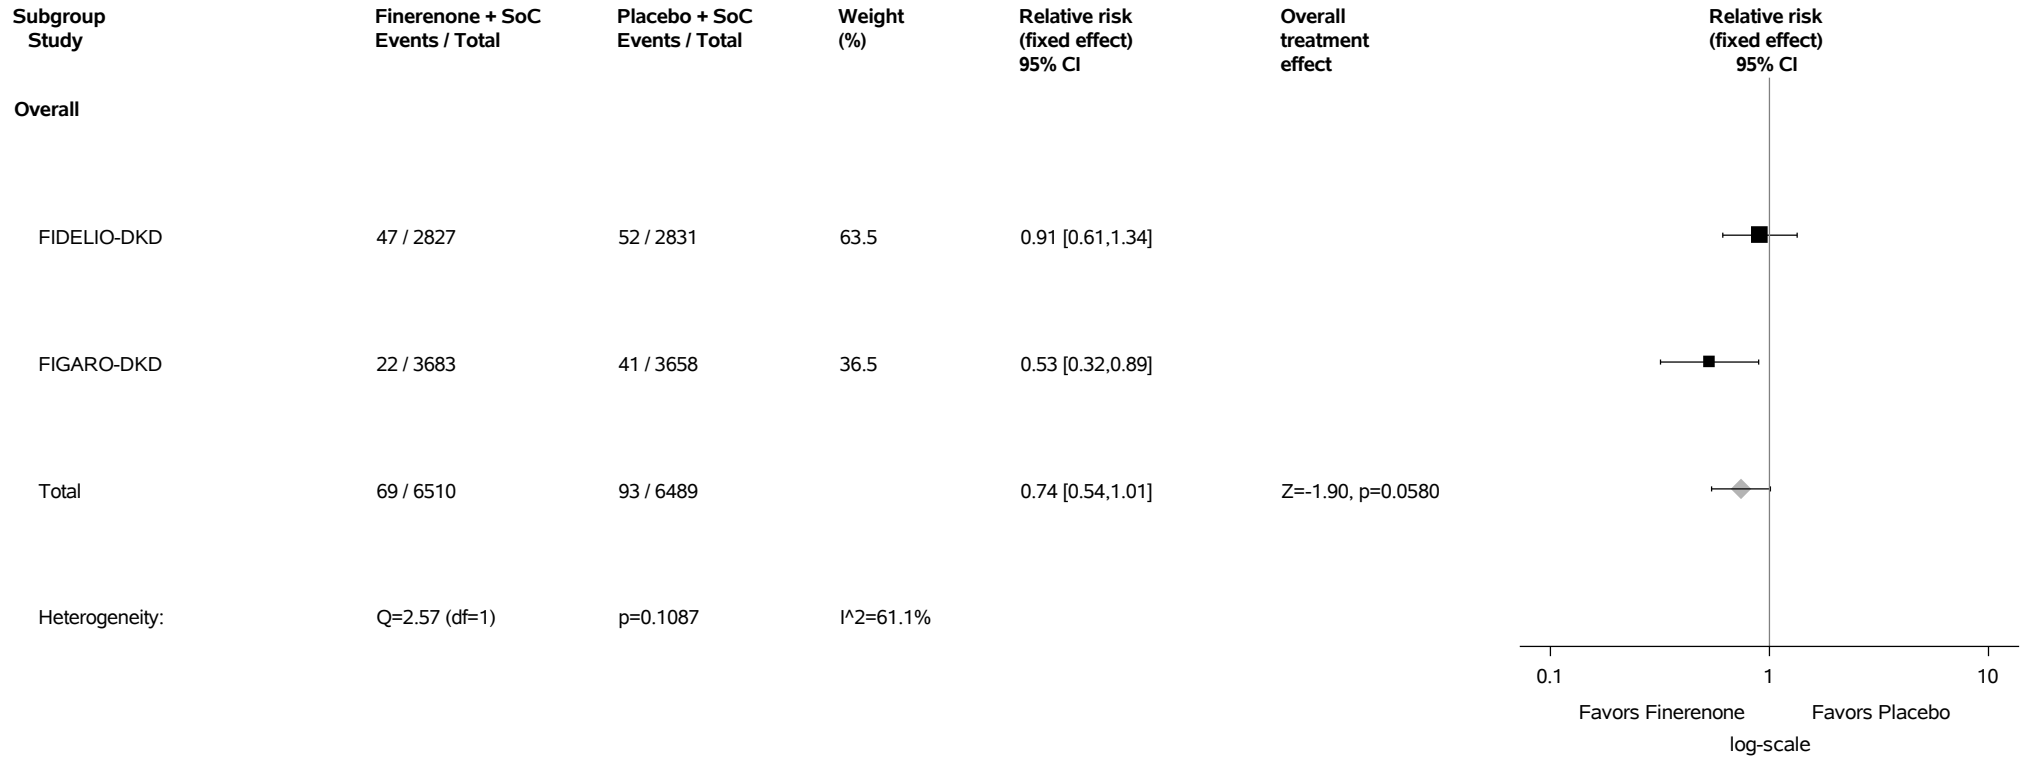 Subgroup Finerenone + SoC Placebo + SoC Weight Relative risk Overall Relative risk
Study Events / Total Events / Total (%) (fixed effect) treatment (fixed effect)
95% CI effect 95% CI
Overall
FIDELIO-DKD 47 / 2827 52 / 2831 63.5 0.91 [0.61,1.34]
FIGARO-DKD 22 / 3683 41 / 3658 36.5 0.53 [0.32,0.89]
Total 69 / 6510 93 / 6489 0.74 [0.54,1.01] Z=-1.90, p=0.0580
Heterogeneity: Q=2.57 (df=1) p=0.1087 I^2=61.1%
0.1 1 10
Favors Finerenone Favors Placebo
log-scale